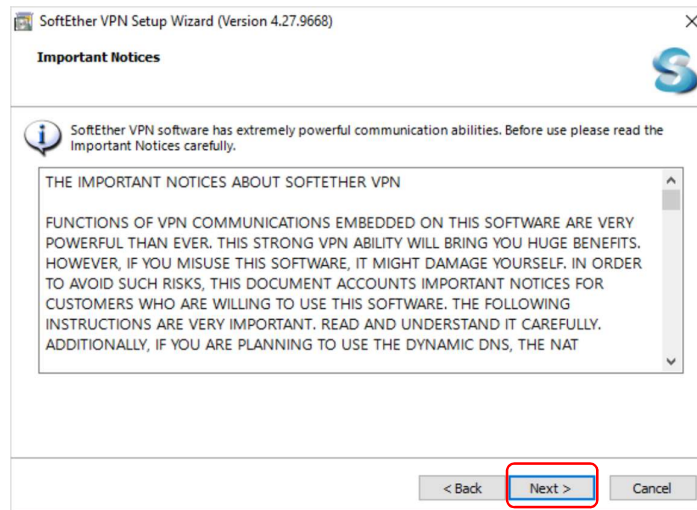 SoftEther VPN Setup Wizard (Version 4.27.9668)
Important Notices
SoftEther VPN software has extremely powerful communication abilities. Before use please read the
Important Notices carefully.
THE IMPORTANT NOTICES ABOUT SOFTETHER VPN
FUNCTIONS OF VPN COMMUNICATIONS EMBEDDED ON THIS SOFTWARE ARE VERY
POWERFUL THAN EVER. THIS STRONG VPN ABILITY WILL BRING YOU HUGE BENEFITS.
HOWEVER, IF YOU MISUSE THIS SOFTWARE, IT MIGHT DAMAGE YOURSELF. IN ORDER
TO AVOID SUCH RISKS, THIS DOCUMENT ACCOUNTS IMPORTANT NOTICES FOR
CUSTOMERS WHO ARE WILLING TO USE THIS SOFTWARE. THE FOLLOWING
INSTRUCTIONS ARE VERY IMPORTANT. READ AND UNDERSTAND IT CAREFULLY.
ADDITIONALLY, IF YOU ARE PLANNING TO USE THE DYNAMIC DNS, THE NAT
< Back
Next >
Cancel